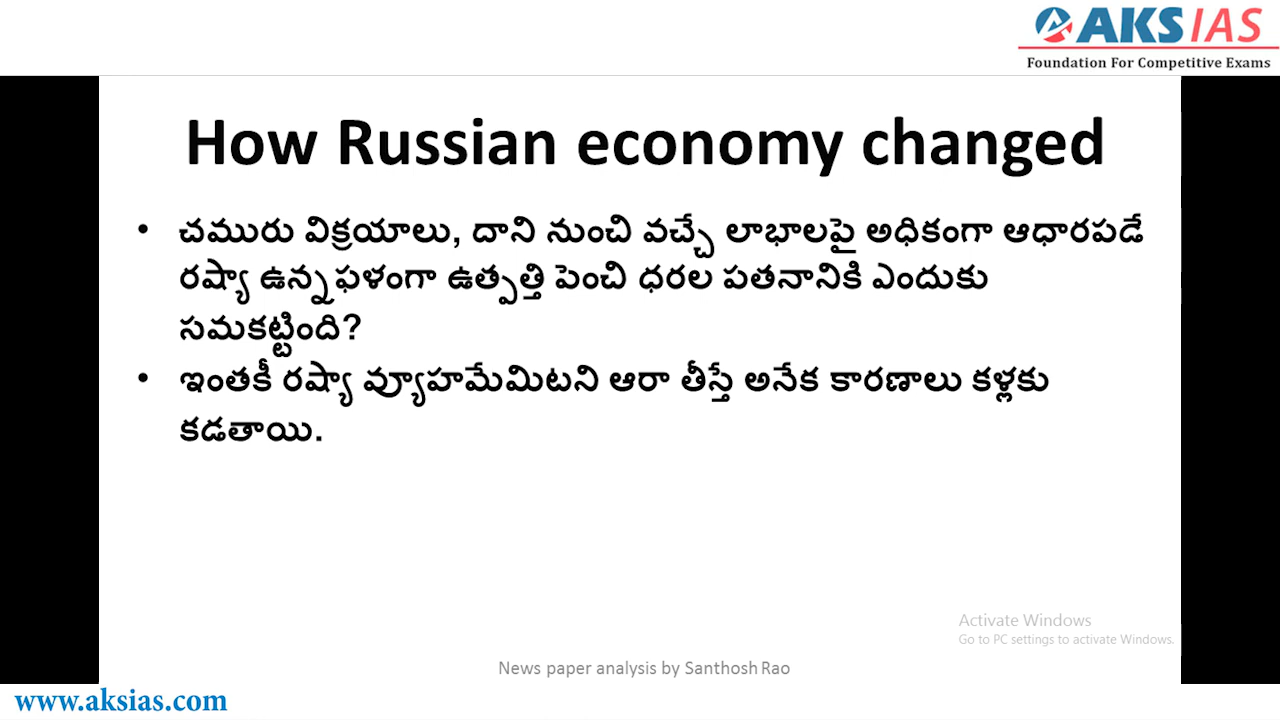 AKS IAS
Foundation For Competitive Exams
How Russian economy changed
• చమురు విక్రయాలు, దాని నుంచి వచ్చే లాభాలపై అధికంగా ఆధారపడే
రష్యా ఉన్నఫళంగా ఉత్పత్తి పెంచి ధరల పతనానికి ఎందుకు
సమకట్టింది?
• ఇంతకీ రష్యా వ్యూహమేమిటని ఆరా తీస్తే అనేక కారణాలు కళ్లకు
కడతాయి.
Activate Windows
Go to PC settings to activate Windows.
News paper analysis by Santhosh Rao
www.aksias.com